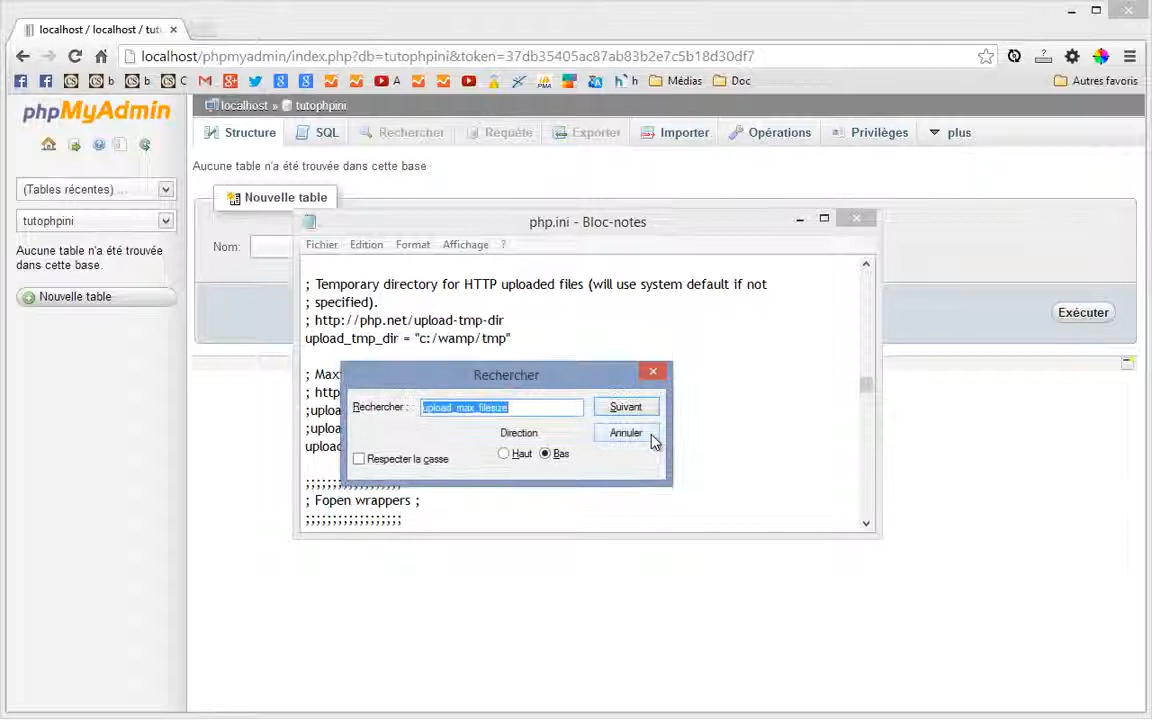 localhost / localhost / tut
localhost/phpmyadmin/index.php?db=tutophpini&token=37db35405ac87ab83b2e7c5b18d30df7
b
b
C
A
h
Médias
Doc
Autres favoris
phpMyAdmin
localhost » tutophpini
Structure
SQL
Rechercher
Requête
Exporter
Importer
Opérations
Privilèges
plus
Aucune table n'a été trouvée dans cette base
(Tables récentes) ...
tutophpini
Aucune table n'a été trouvée
dans cette base.
Nouvelle table
Nouvelle table
Nom:
Exécuter
php.ini - Bloc-notes
Fichier Edition Format Affichage ?
; Temporary directory for HTTP uploaded files (will use system default if not
; specified).
; http://php.net/upload-tmp-dir
upload_tmp_dir = "c:/wamp/tmp"
; Max
; http
;uploa
;uploa
uploa
;;;;;;;;;;;;;;;;;;
; Fopen wrappers ;
;;;;;;;;;;;;;;;;;;
Rechercher
Rechercher : upload_max_filesize
Suivant
Annuler
Direction
Haut Bas
Respecter la casse